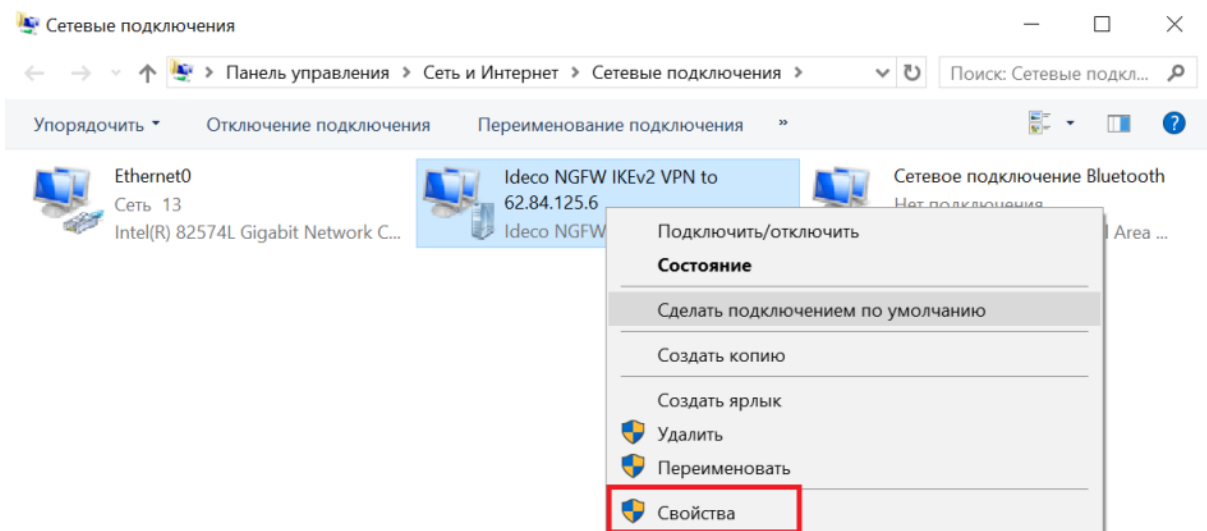 Сетевые подключения
Панель управления > Сеть и Интернет > Сетевые подключения >
Поиск: Сетевые подкл...
Упорядочить
Отключение подключения
Переименование подключения
»
Ethernet0
Сеть 13
Intel(R) 82574L Gigabit Network C...
Ideco NGFW IKEv2 VPN to
62.84.125.6
Ideco NGFW
Сетевое подключение Bluetooth
Нет подключения
Area ...
Подключить/отключить
Состояние
Сделать подключением по умолчанию
Создать копию
Создать ярлык
Удалить
Переименовать
Свойства